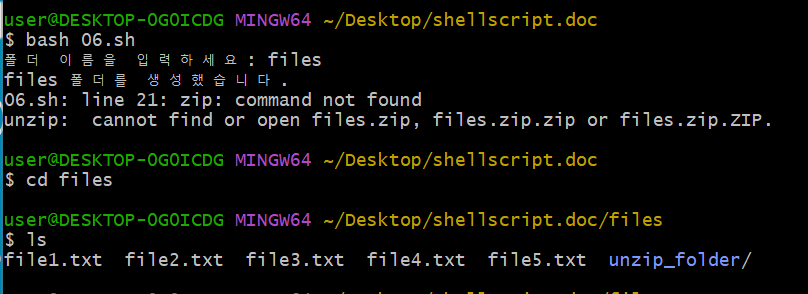 user@DESKTOP-OGOICDG MINGW64 ~/Desktop/shellscript.doc
$ bash 06.sh
폴더 이름을 입력하세요: files
files 폴더를 생성했습니다.
06.sh: line 21: zip: command not found
unzip:  cannot find or open files.zip, files.zip.zip or files.zip.ZIP.
user@DESKTOP-OGOICDG MINGW64 ~/Desktop/shellscript.doc
$ cd files
user@DESKTOP-OGOICDG MINGW64 ~/Desktop/shellscript.doc/files
$ ls
file1.txt  file2.txt  file3.txt  file4.txt  file5.txt  unzip_folder/